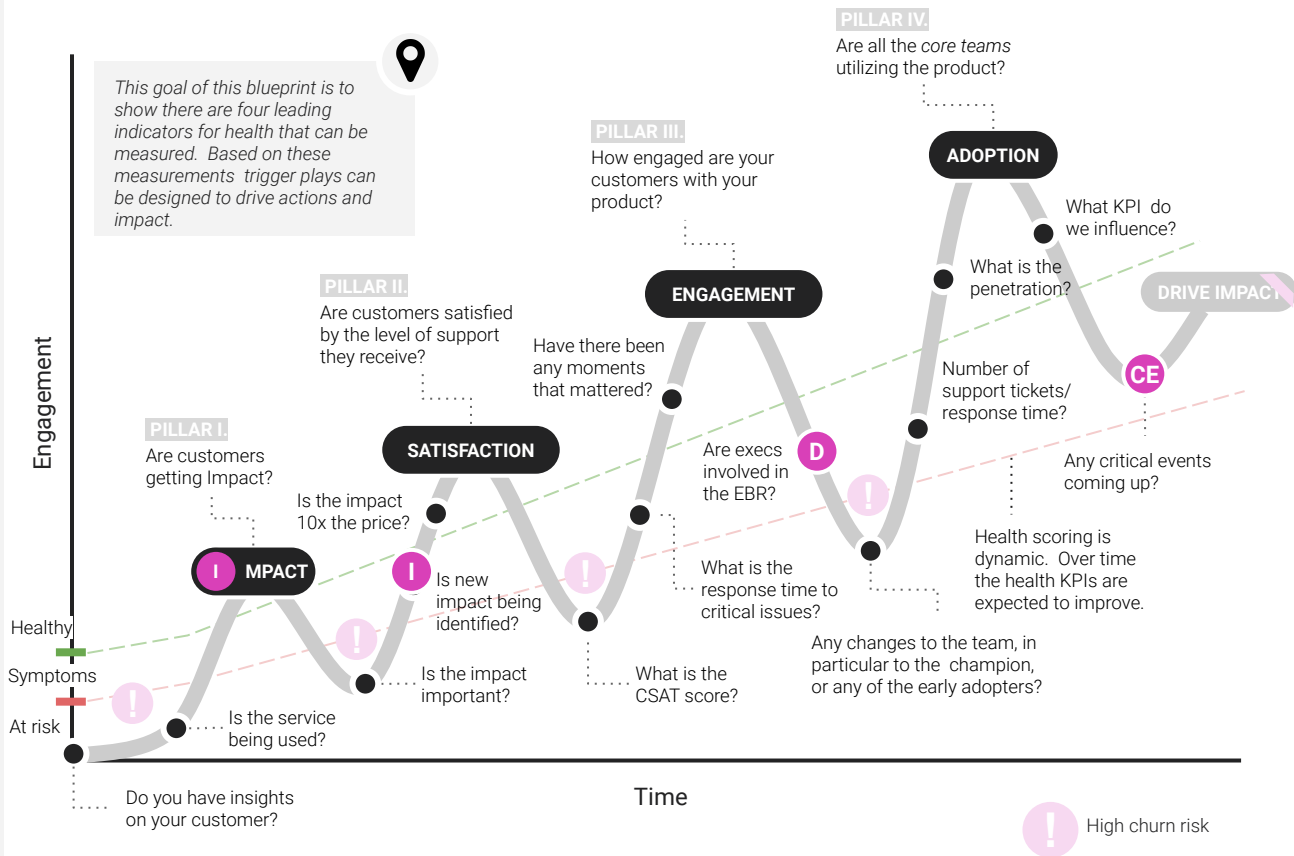 This goal of this blueprint is to
show there are four leading
indicators for health that can be
measured. Based on these
measurements trigger plays can
be designed to drive actions and
impact.
PILLAR IV.
Are all the core teams
utilizing the product?
ADOPTION
What KPI do
we influence?
What is the
penetration?
DRIVE IMPACT
PILLAR III.
How engaged are your
customers with your
product?
ENGAGEMENT
Have there been
any moments
that mattered?
Number of
support tickets/
response time?
CE
PILLAR II.
Are customers satisfied
by the level of support
they receive?
SATISFACTION
Are execs
involved in
the EBR?
D
Any critical events
coming up?
PILLAR I.
Are customers
getting Impact?
Is the impact
10x the price?
!
I MPACT
I
Is new
impact being
identified?
!
What is the
response time to
critical issues?
Health scoring is
dynamic. Over time
the health KPIs are
expected to improve.
Engagement
Healthy
Symptoms
At risk
!
!
Is the impact
important?
What is the
CSAT score?
Any changes to the team, in
particular to the champion,
or any of the early adopters?
Is the service
being used?
Do you have insights
on your customer?
Time
!
High churn risk